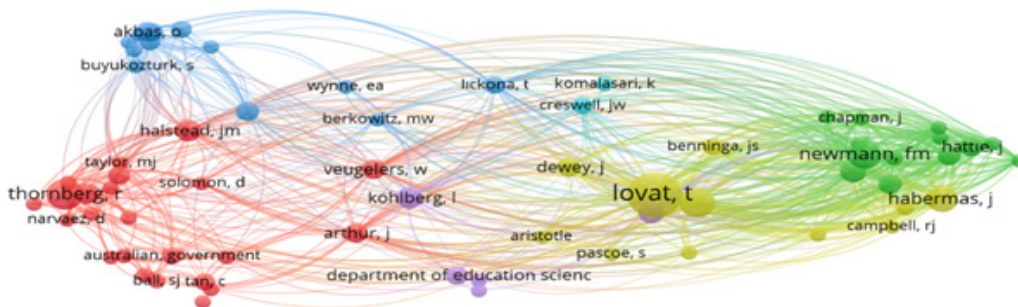 akbas, o
buyukozturk, s
wynne, ea
lickona, t
komalasari, k
creswell, jw
berkowitz, mw
chapman, j
halstead, jm
benninga, js
hattie, j
newmann, fm
taylor, mj
solomon, d
veugelers, w
dewey, j
thornberg, r
kohlberg, l
lovat, t
habermas, j
narvaez, d
campbell, rj
arthur, j
aristotle
pascoe, s
australian, government
ball, sj
tan, c
department of education scienc